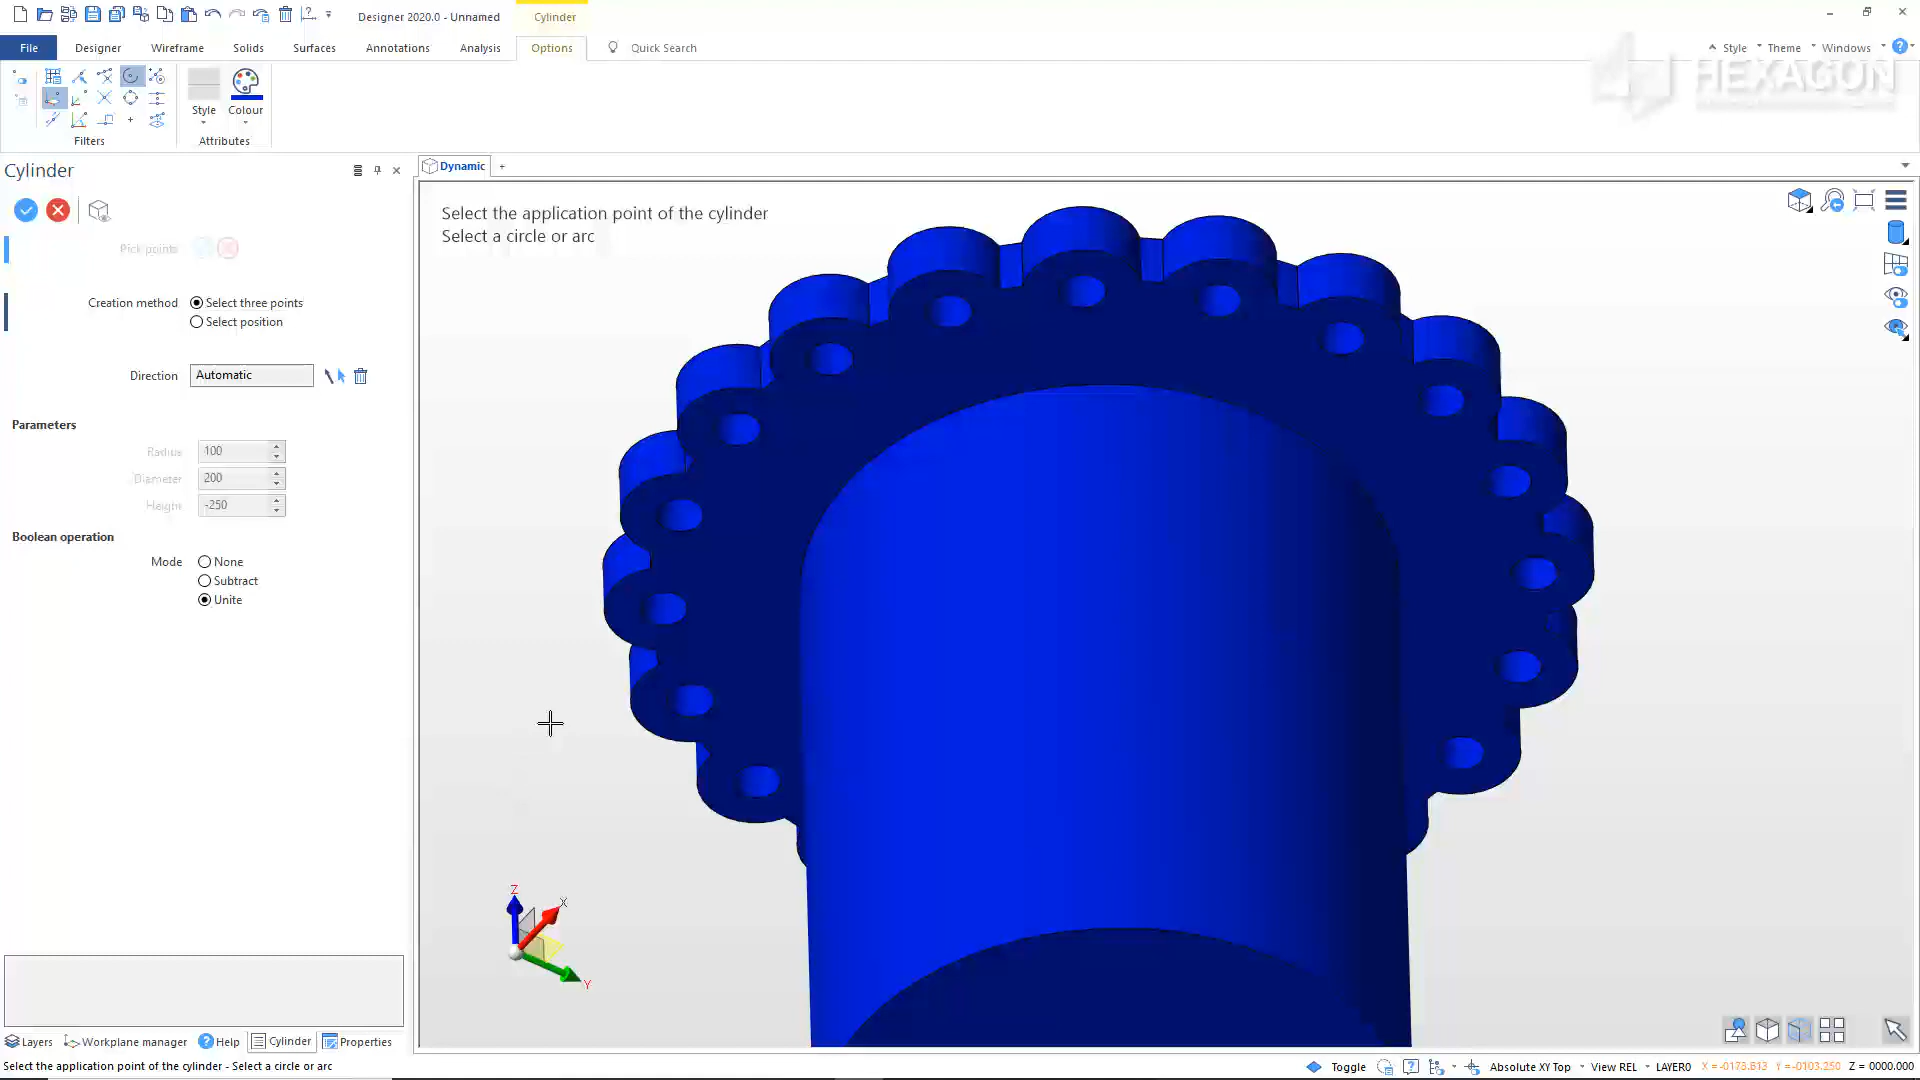 Designer 2020.0 - Unnamed
Cylinder
File
Designer
Wireframe
Solids
Surfaces
Annotations
Analysis
Options
Quick Search
Style
Theme
Windows
HEXAGON
Style
Colour
Filters
Attributes
Cylinder
Dynamic
Pick points
Select the application point of the cylinder
Select a circle or arc
Creation method
Select three points
Select position
Direction
Automatic
Parameters
Radius
100
Diameter
200
Height
-250
Boolean operation
Mode
None
Subtract
Unite
Z
X
Y
Layers
Workplane manager
Help
Cylinder
Properties
Select the application point of the cylinder - Select a circle or arc
Toggle
Absolute XY Top
View REL
LAYER0
Y = -0103.250
Z = 0000.000